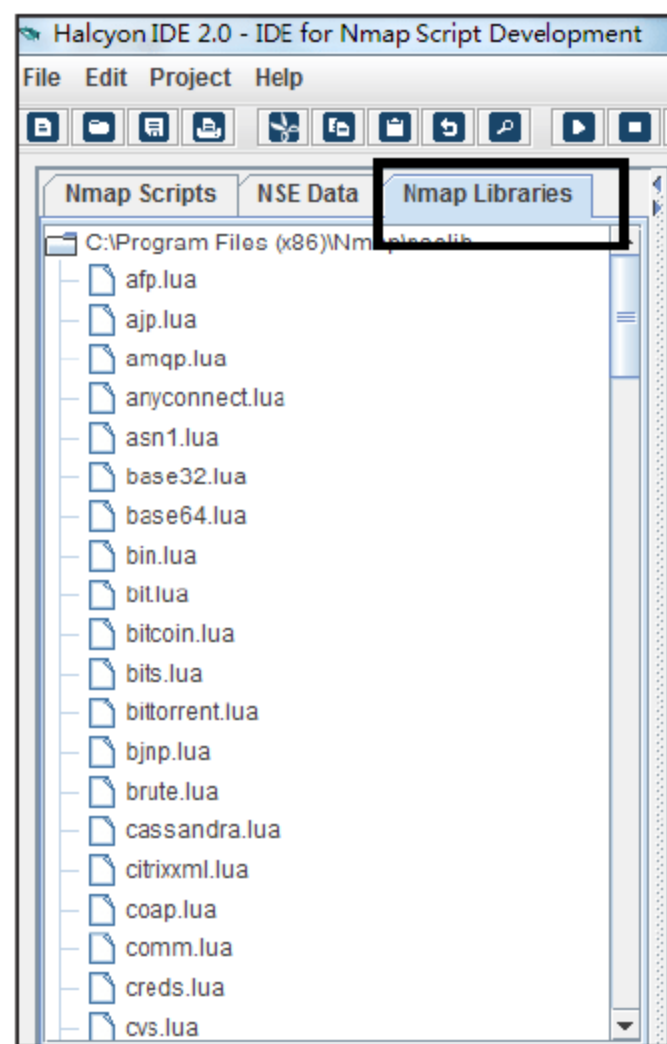 Halcyon IDE 2.0 - IDE for Nmap Script Development
File Edit Project Help
Nmap Scripts NSE Data Nmap Libraries
C:\Program Files (x86)\Nmap\nselib
afp.lua
ajp.lua
amqp.lua
anyconnect.lua
asn1.lua
base32.lua
base64.lua
bin.lua
bit.lua
bitcoin.lua
bits.lua
bittorrent.lua
bjnp.lua
brute.lua
cassandra.lua
citrixxml.lua
coap.lua
comm.lua
creds.lua
cvs.lua